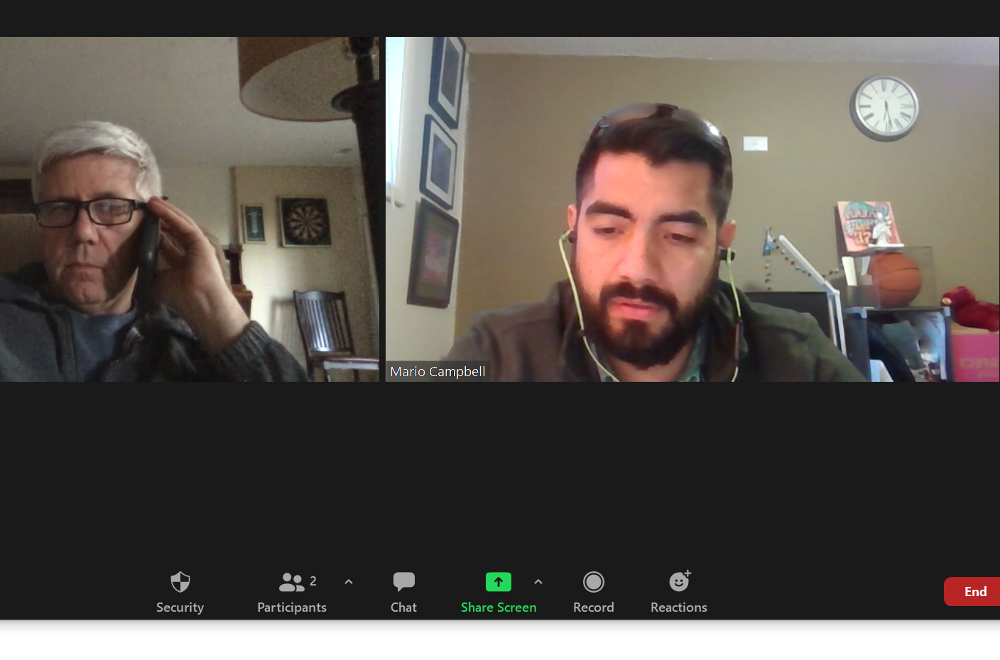 Mario Campbell
2
Security
Participants
Chat
Share Screen
Record
Reactions
End